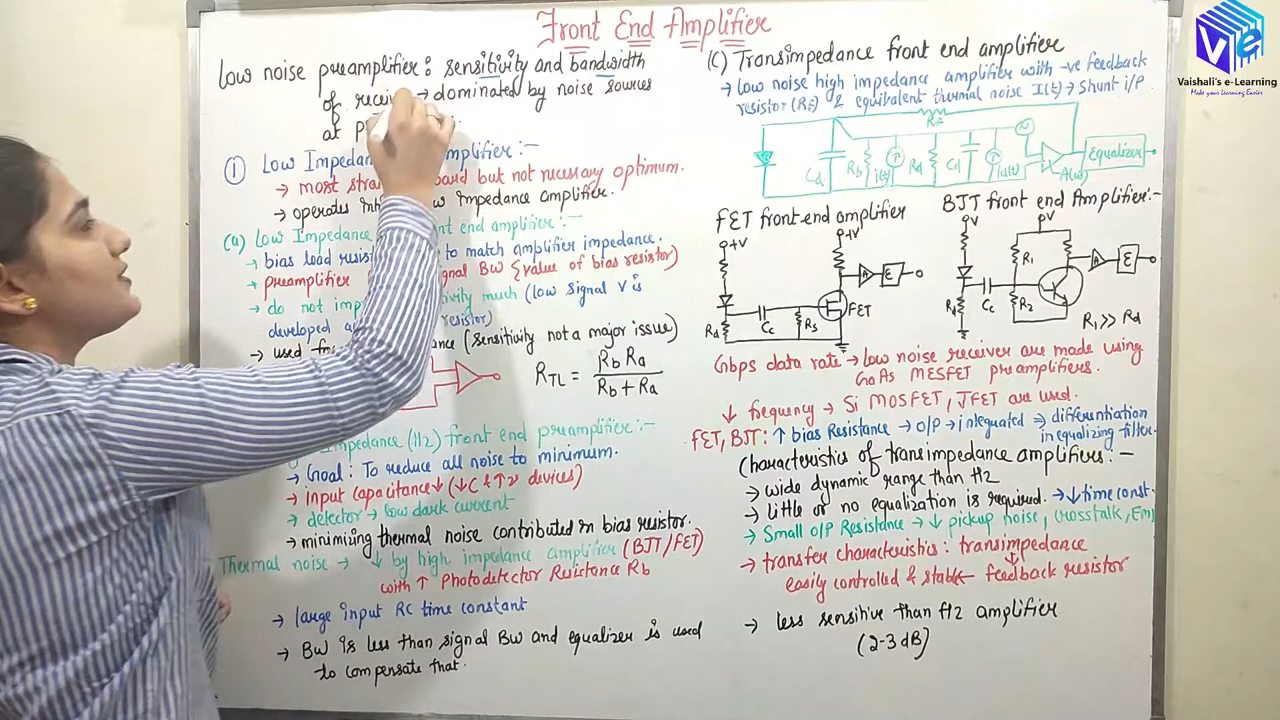 Front End Amplifier
Low noise preamplifier: sensitivity and bandwidth
of → dominated by noise sources
at
① Low :-
→ most but not necessary optimum.
→ operates impedance amplifier.
(a) Low Impedance end amplifier :-
→ bias load to match amplifier impedance.
→ preamplifier BW {value of bias resistor)
→ do not much (low signal V is
developed resistor)
→ used (sensitivity not a major issue)
RTL = Rb Ra
Rb + Ra
(Hz) front end preamplifier :-
→ Goal: To reduce all noise to minimum.
→ Input capacitance↓ (↓C & ↑ν devices)
→ detector → low dark current
→ minimising thermal noise contributed in bias resistor.
Thermal noise → ↓ by high impedance amplifier (BJT/FET)
with ↑ Photodetector Resistance Rb
→ large input RC time constant
→ BW is less than signal BW and equalizer is used
to compensate that.
(C) Transimpedance front end amplifier
→ low noise high impedance amplifier with -ve feedback
resistor (RF) & equivalent thermal noise I(t) → Shunt i/p.
RF
Cd
Rb
i(t)
Ra
Cd
A(ω)
Equalizer
FET front-end amplifier
+V
+V
A
E
FET
Ra
Cc
Rs
BJT front end Amplifier:-
+V
+V
R1
A
E
Cc
R2
Rd
R1 >> Rd
Gbps data rate → low noise receiver are made using
GaAs MESFET preamplifiers.
↓ frequency → Si MOSFET, JFET are used.
FET, BJT: ↑ bias Resistance → O/P → integrated ⇒ differentiation
in equalizing filter.
Characteristics of transimpedance amplifiers: -
→ wide dynamic range than Hz
→ little or no equalization is required. → ↓ time const.
→ Small O/P Resistance → ↓ pickup noise, crosstalk, EMI
→ transfer characteristics: transimpedance
easily controlled & stable ← feedback resistor
→ less sensitive than Hz amplifier
(2-3 dB)
Vaishali's e-Learning
Make your Learning Easier